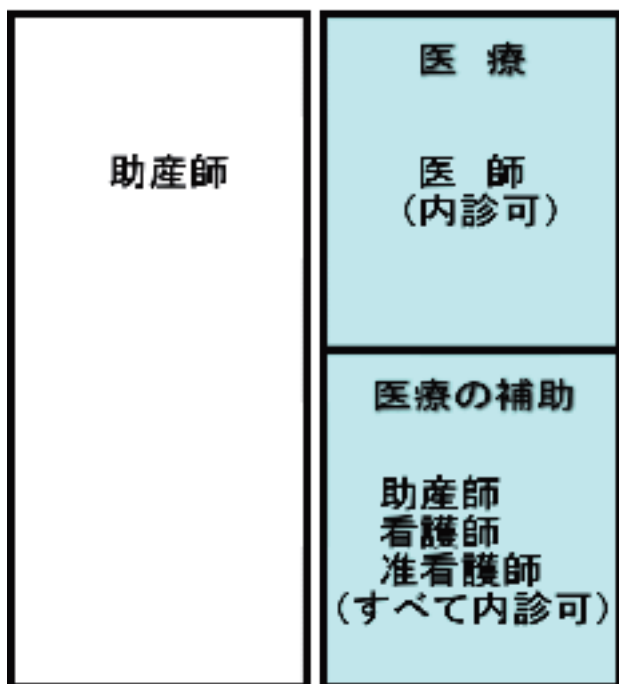 助産師
医 療
医 師
（内診可）
医療の補助
助産師
看護師
准看護師
（すべて内診可）